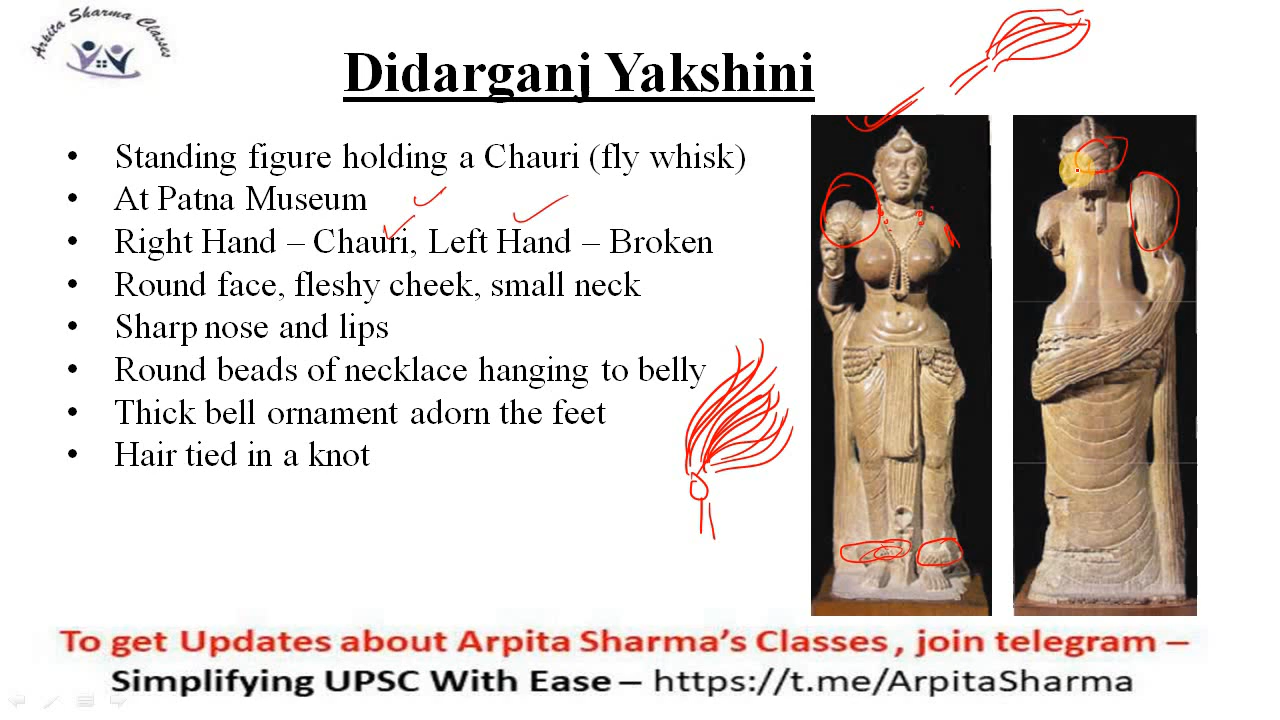 Arpita Sharma Classes
Didarganj Yakshini
• Standing figure holding a Chauri (fly whisk)
• At Patna Museum
• Right Hand – Chauri, Left Hand – Broken
• Round face, fleshy cheek, small neck
• Sharp nose and lips
• Round beads of necklace hanging to belly
• Thick bell ornament adorn the feet
• Hair tied in a knot
To get Updates about Arpita Sharma's Classes , join telegram –
Simplifying UPSC With Ease – https://t.me/ArpitaSharma